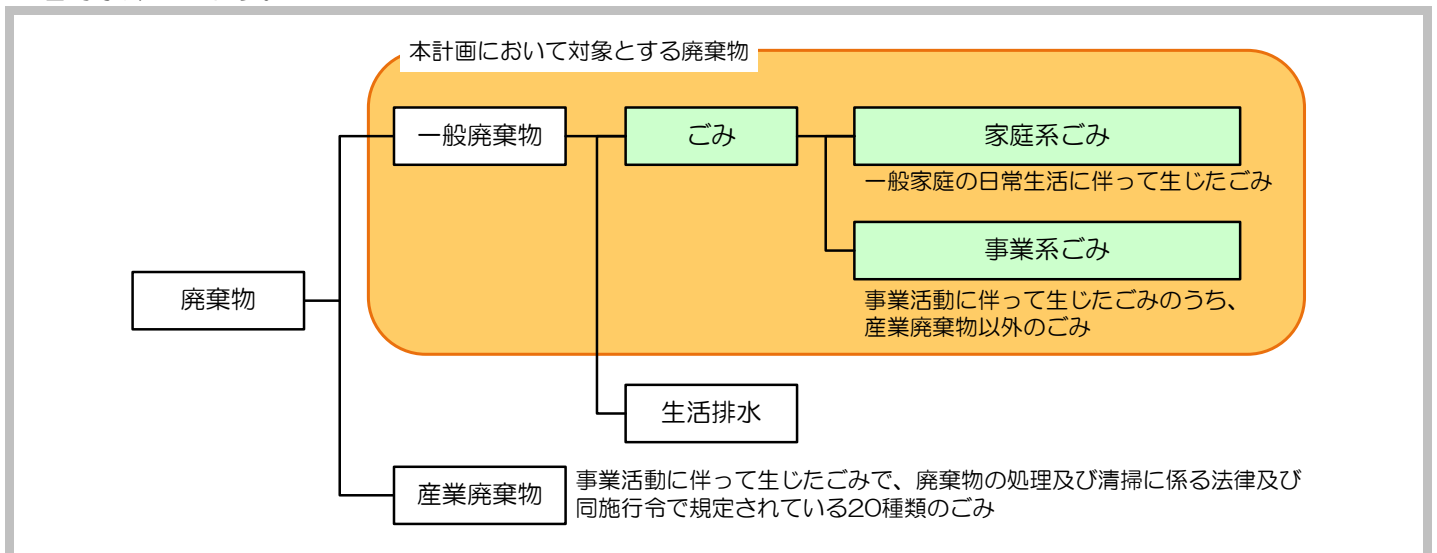 本計画において対象とする廃棄物
一般廃棄物
ごみ
家庭系ごみ
一般家庭の日常生活に伴って生じたごみ
事業系ごみ
事業活動に伴って生じたごみのうち、
産業廃棄物以外のごみ
廃棄物
生活排水
産業廃棄物
事業活動に伴って生じたごみで、廃棄物の処理及び清掃に係る法律及び
同施行令で規定されている20種類のごみ